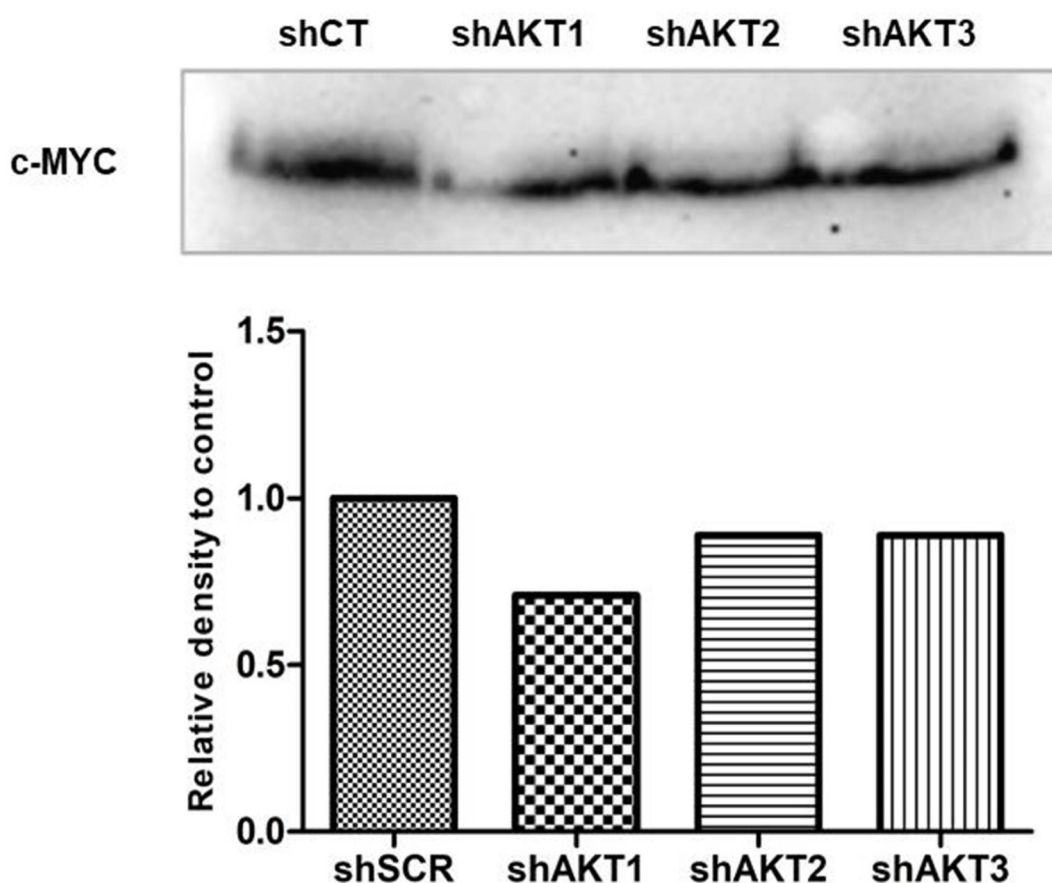 shCT shAKT1 shAKT2 shAKT3
c-MYC
Relative density to control
1.5
1.0
0.5
0.0
shSCR shAKT1 shAKT2 shAKT3